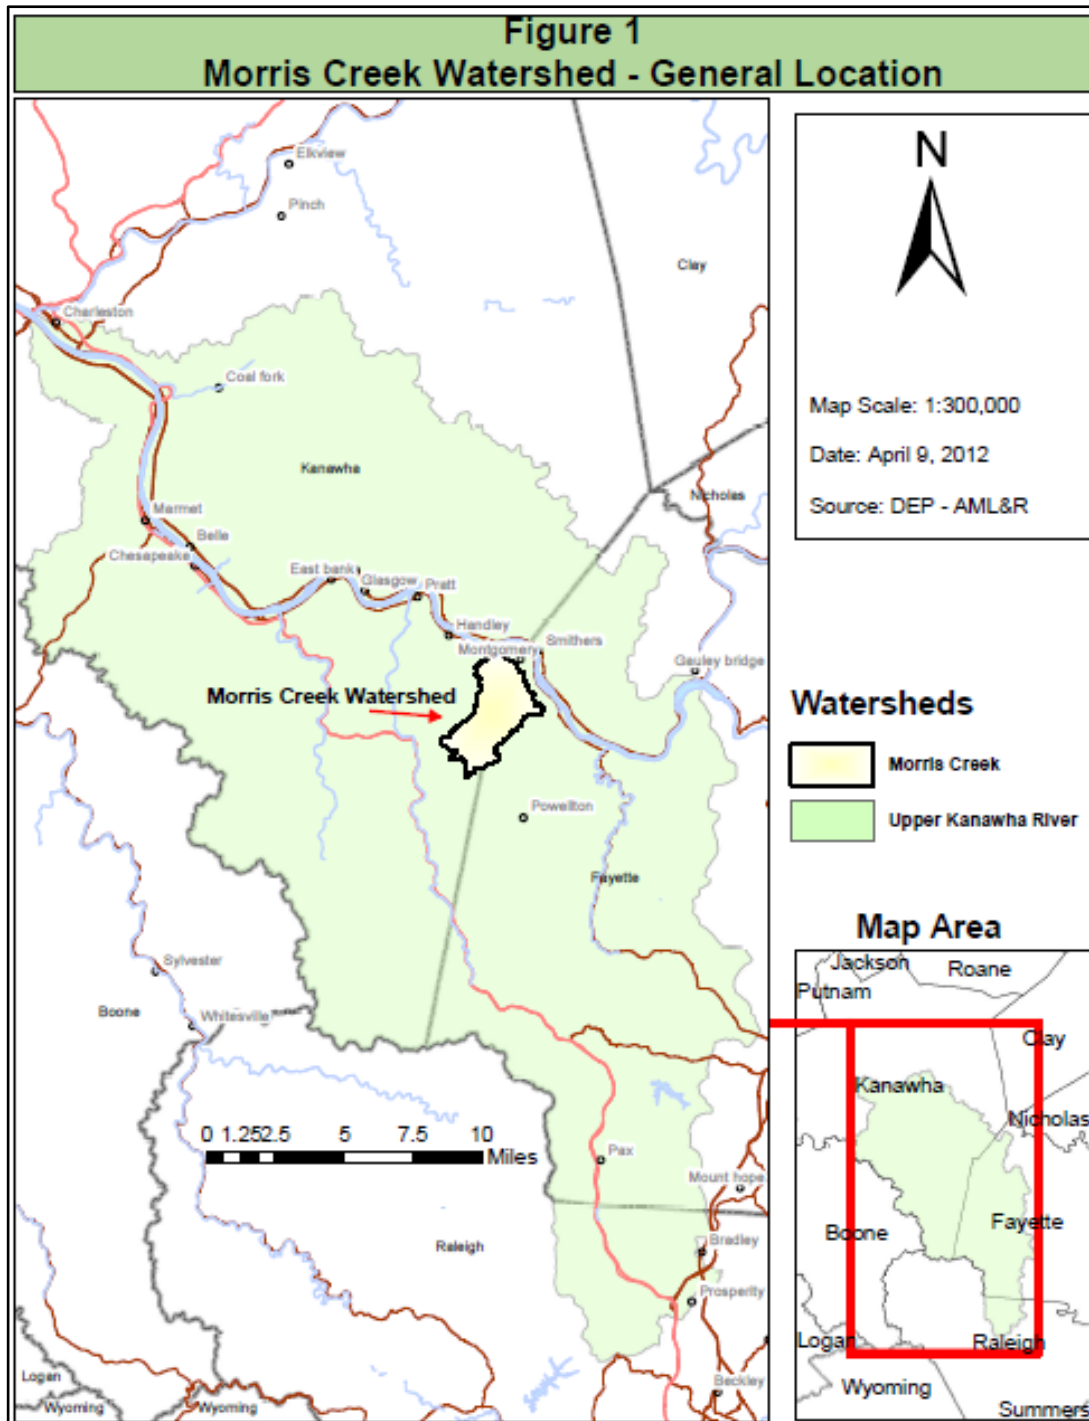 Figure 1
Morris Creek Watershed - General Location
Elkview
Pinch
Clay
Charleston
Coal fork
Kanawha
Nicholas
Marmet
Belle
Chesapeake
East bank
Glasgow
Pratt
Handley
Smithers
Montgomery
Gauley bridge
Morris Creek Watershed
Powellton
Fayette
Sylvester
Boone
Whitesville
0 1.25 2.5 5 7.5 10
Miles
Pax
Mount hope
Raleigh
Bradley
Prosperity
Logan
Beckley
Wyoming
Wyoming
N
Map Scale: 1:300,000
Date: April 9, 2012
Source: DEP - AML&R
Watersheds
Morris Creek
Upper Kanawha River
Map Area
Jackson
Roane
Putnam
Clay
Kanawha
Nicholas
Boone
Fayette
Logan
Raleigh
Wyoming
Summers